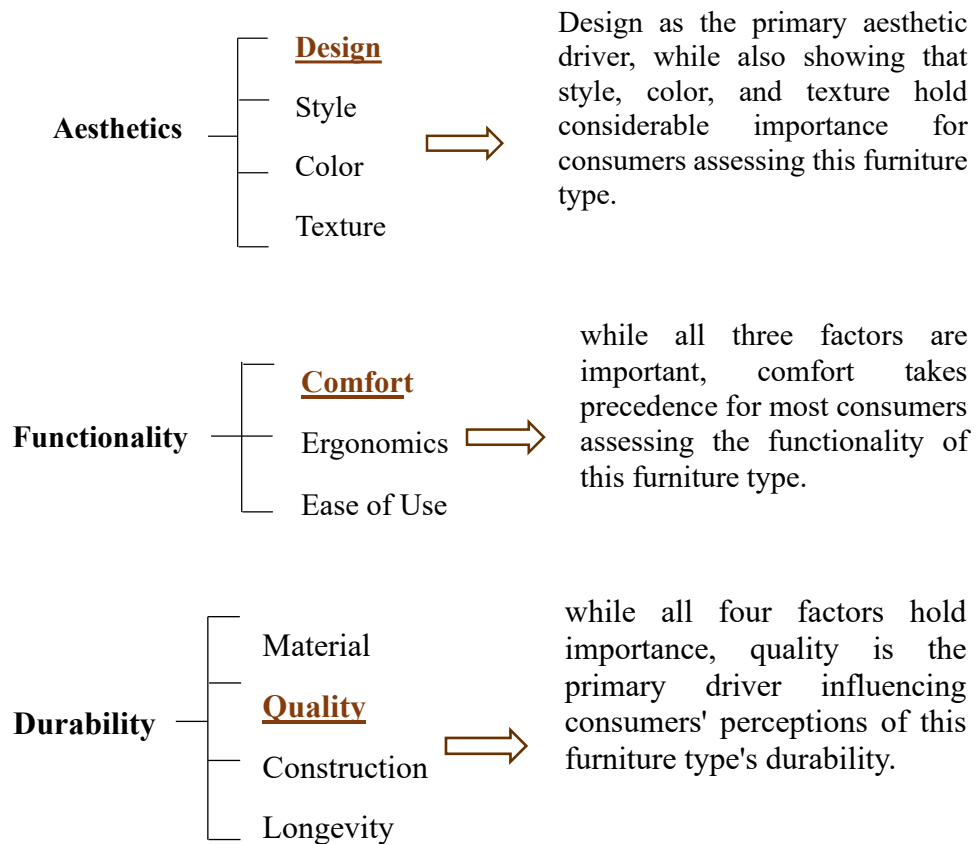 Aesthetics
Design
Style
Color
Texture
Design as the primary aesthetic
driver, while also showing that
style, color, and texture hold
considerable importance for
consumers assessing this furniture
type.
Functionality
Comfort
Ergonomics
Ease of Use
while all three factors are
important, comfort takes
precedence for most consumers
assessing the functionality of
this furniture type.
Durability
Material
Quality
Construction
Longevity
while all four factors hold
importance, quality is the
primary driver influencing
consumers' perceptions of this
furniture type's durability.